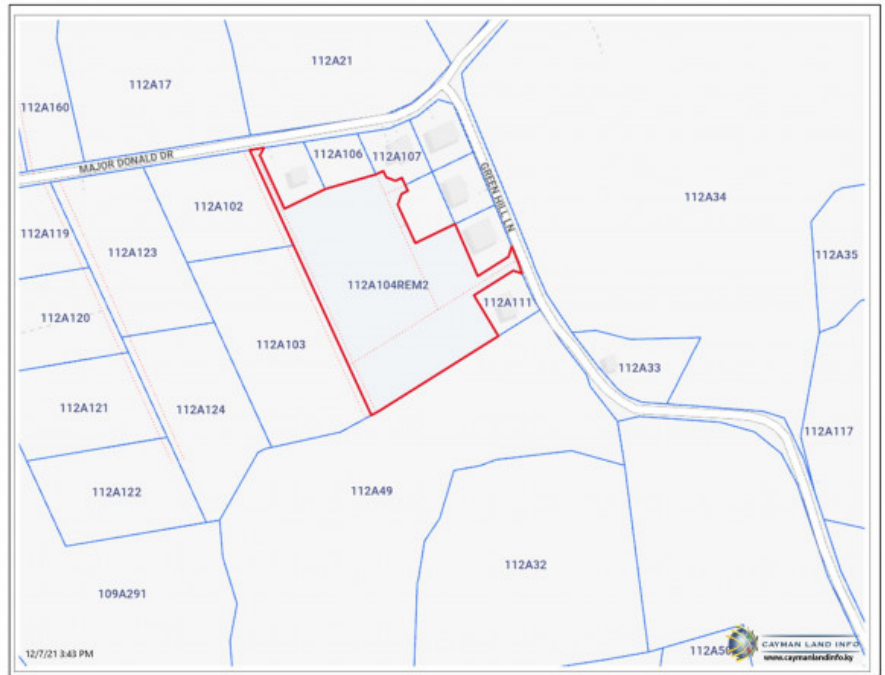 112A21
112A17
112A160
112A106
112A107
MAJOR DONALD DR
GREEN HILL LN
112A34
112A102
112A119
112A123
112A35
112A104REM2
112A111
112A120
112A103
112A33
112A121
112A124
112A117
112A122
112A49
112A32
109A291
12/7/21 3:43 PM
CAYMAN LAND INFO
www.caymanlandinfo.ky